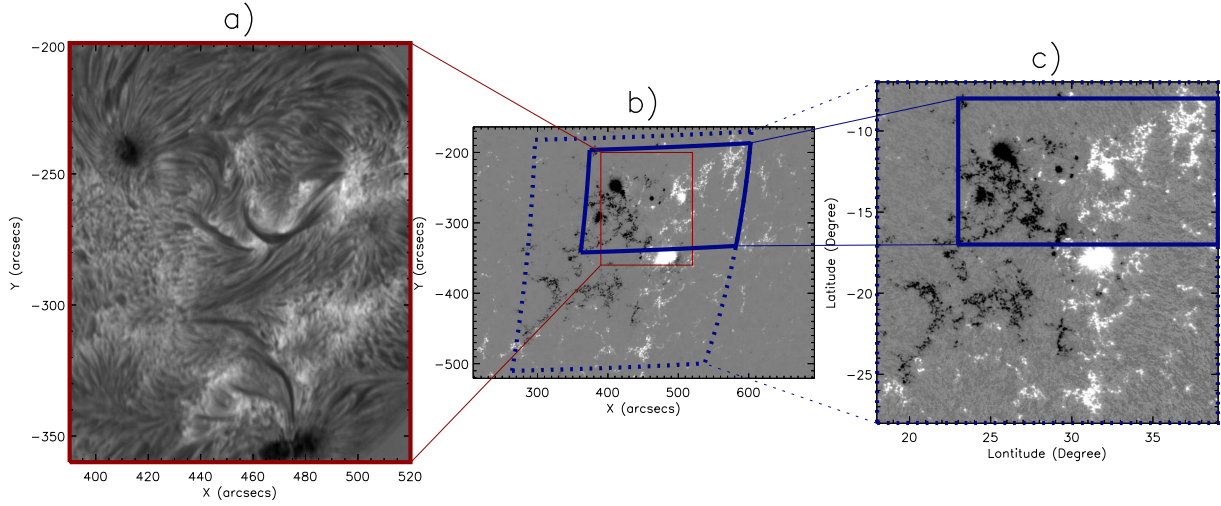 a)
−200
−250
−300
−350
Y (arcsecs)
400 420 440 460 480 500 520
X (arcsecs)
b)
−200
−300
−400
−500
Y (arcsecs)
300 400 500 600
X (arcsecs)
c)
−10
−15
−20
−25
Latitude (Degree)
20 25 30 35
Lontitude (Degree)